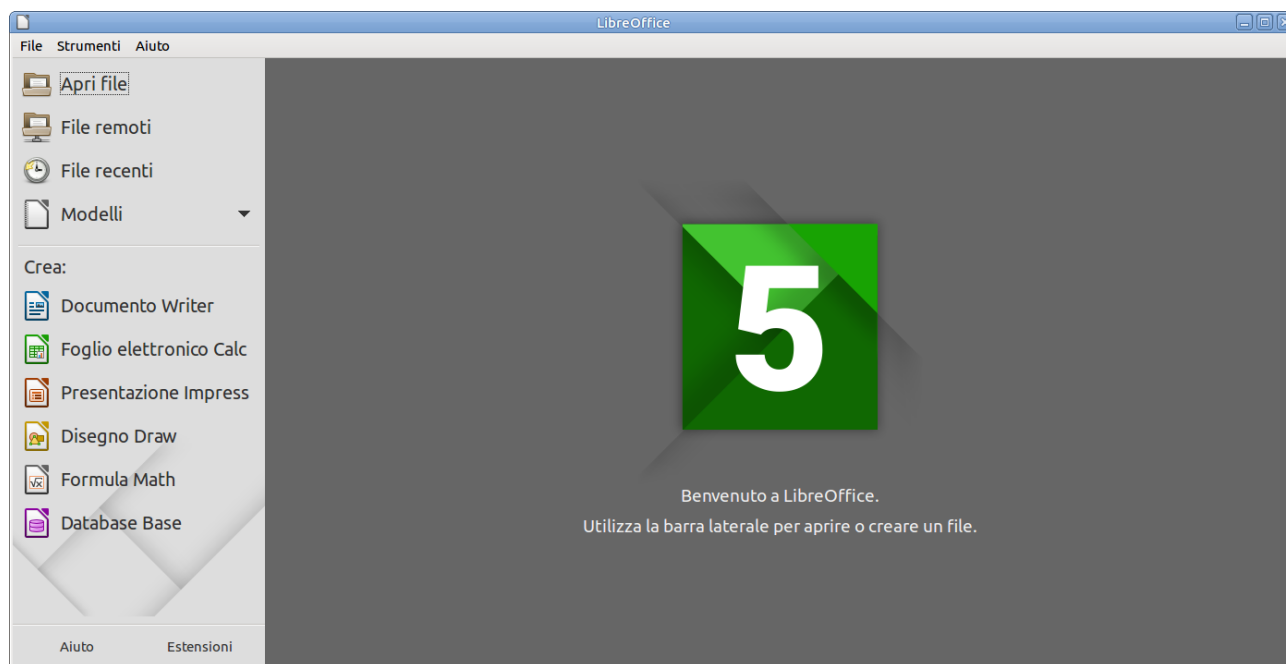 LibreOffice
File Strumenti Aiuto
Apri file
File remoti
File recenti
Modelli
Crea:
Documento Writer
Foglio elettronico Calc
Presentazione Impress
Disegno Draw
Formula Math
Database Base
Aiuto Estensioni
5
Benvenuto a LibreOffice.
Utilizza la barra laterale per aprire o creare un file.